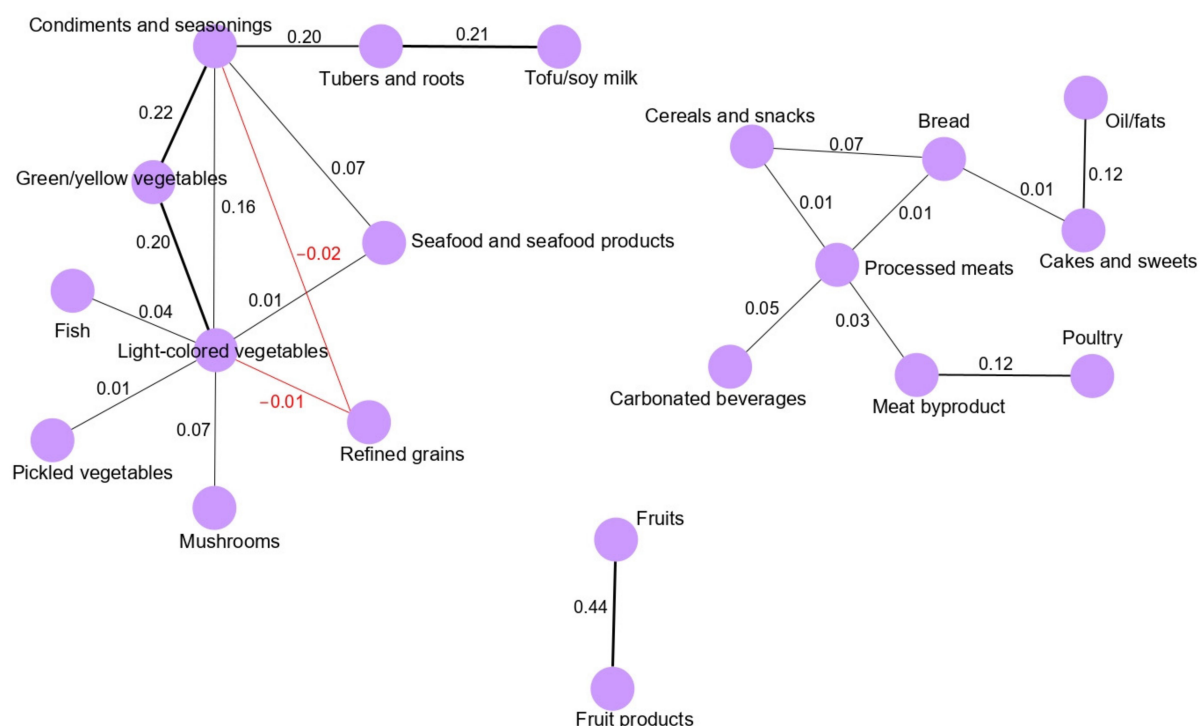 Condiments and seasonings
0.20
0.21
Tubers and roots
Tofu/soy milk
0.22
0.07
Green/yellow vegetables
0.16
0.20
Seafood and seafood products
−0.02
0.01
0.04
Fish
Light-colored vegetables
0.01
−0.01
0.07
Refined grains
Pickled vegetables
Mushrooms
Cereals and snacks
Bread
Oil/fats
0.07
0.12
0.01
0.01
0.01
Processed meats
Cakes and sweets
0.05
0.03
Poultry
0.12
Carbonated beverages
Meat byproduct
Fruits
0.44
Fruit products